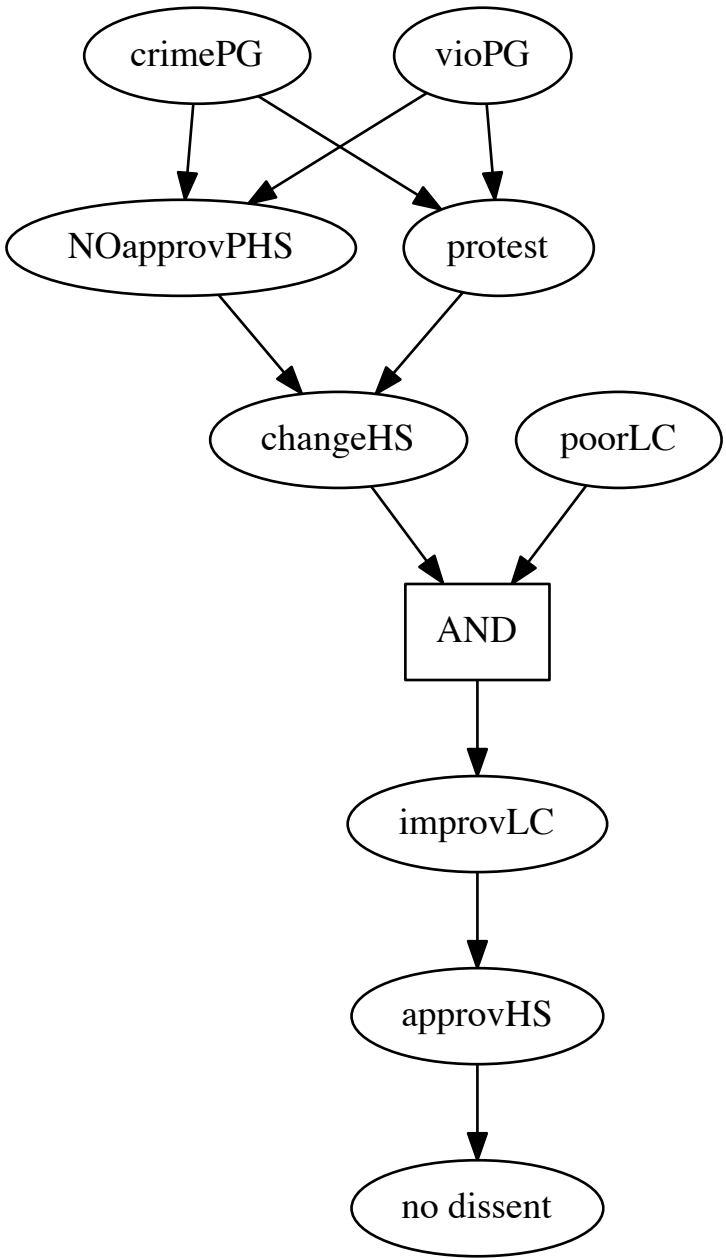 crimePG
vioPG
NOapprovPHS
protest
changeHS
poorLC
AND
improvLC
approvHS
no dissent